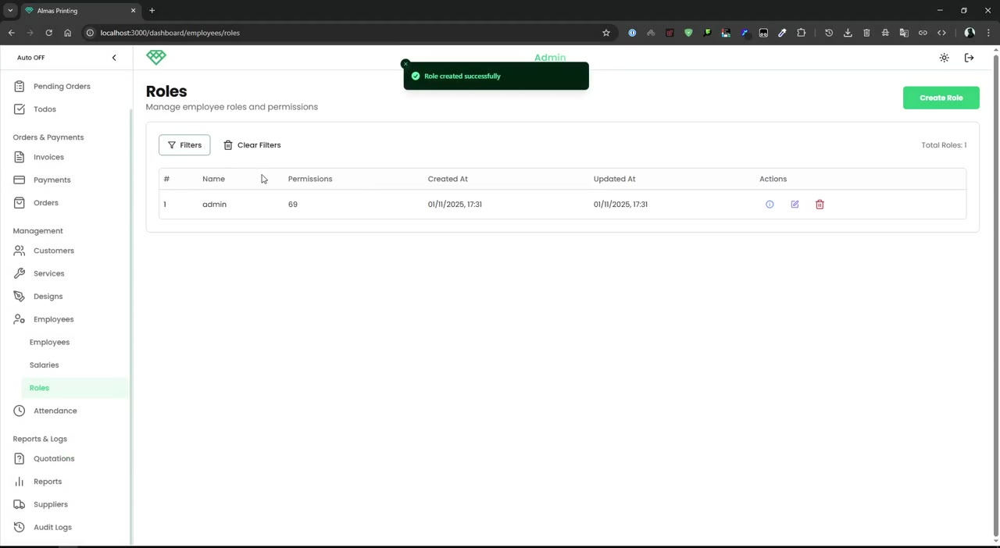 Almas Printing
localhost:3000/dashboard/employees/roles
Auto OFF
Admin
Role created successfully
Pending Orders
Todos
Orders & Payments
Invoices
Payments
Orders
Management
Customers
Services
Designs
Employees
Employees
Salaries
Roles
Attendance
Reports & Logs
Quotations
Reports
Suppliers
Audit Logs
Roles
Manage employee roles and permissions
Create Role
Filters Clear Filters Total Roles: 1
# Name Permissions Created At Updated At Actions
1 admin 69 01/11/2025, 17:31 01/11/2025, 17:31